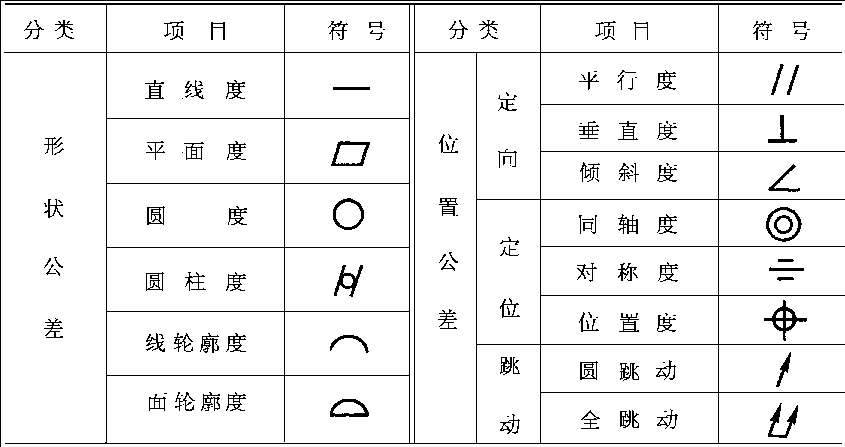 分类 项目 符号 分类 项目 符号
形状公差
直线度
平面度
圆度
圆柱度
线轮廓度
面轮廓度
位置公差
定向
平行度
垂直度
倾斜度
定位
同轴度
对称度
位置度
跳动
圆跳动
全跳动